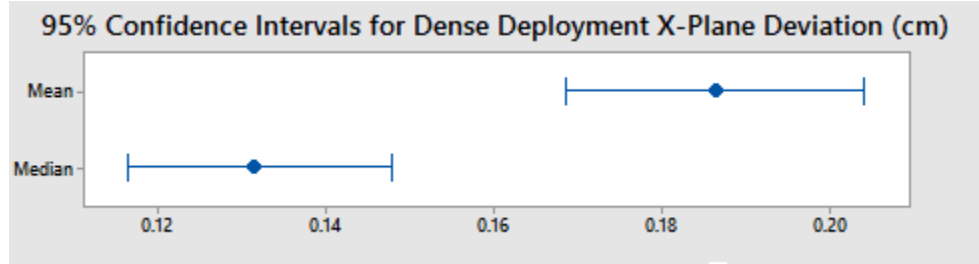 95% Confidence Intervals for Dense Deployment X-Plane Deviation (cm)
Mean
Median
0.12 0.14 0.16 0.18 0.20